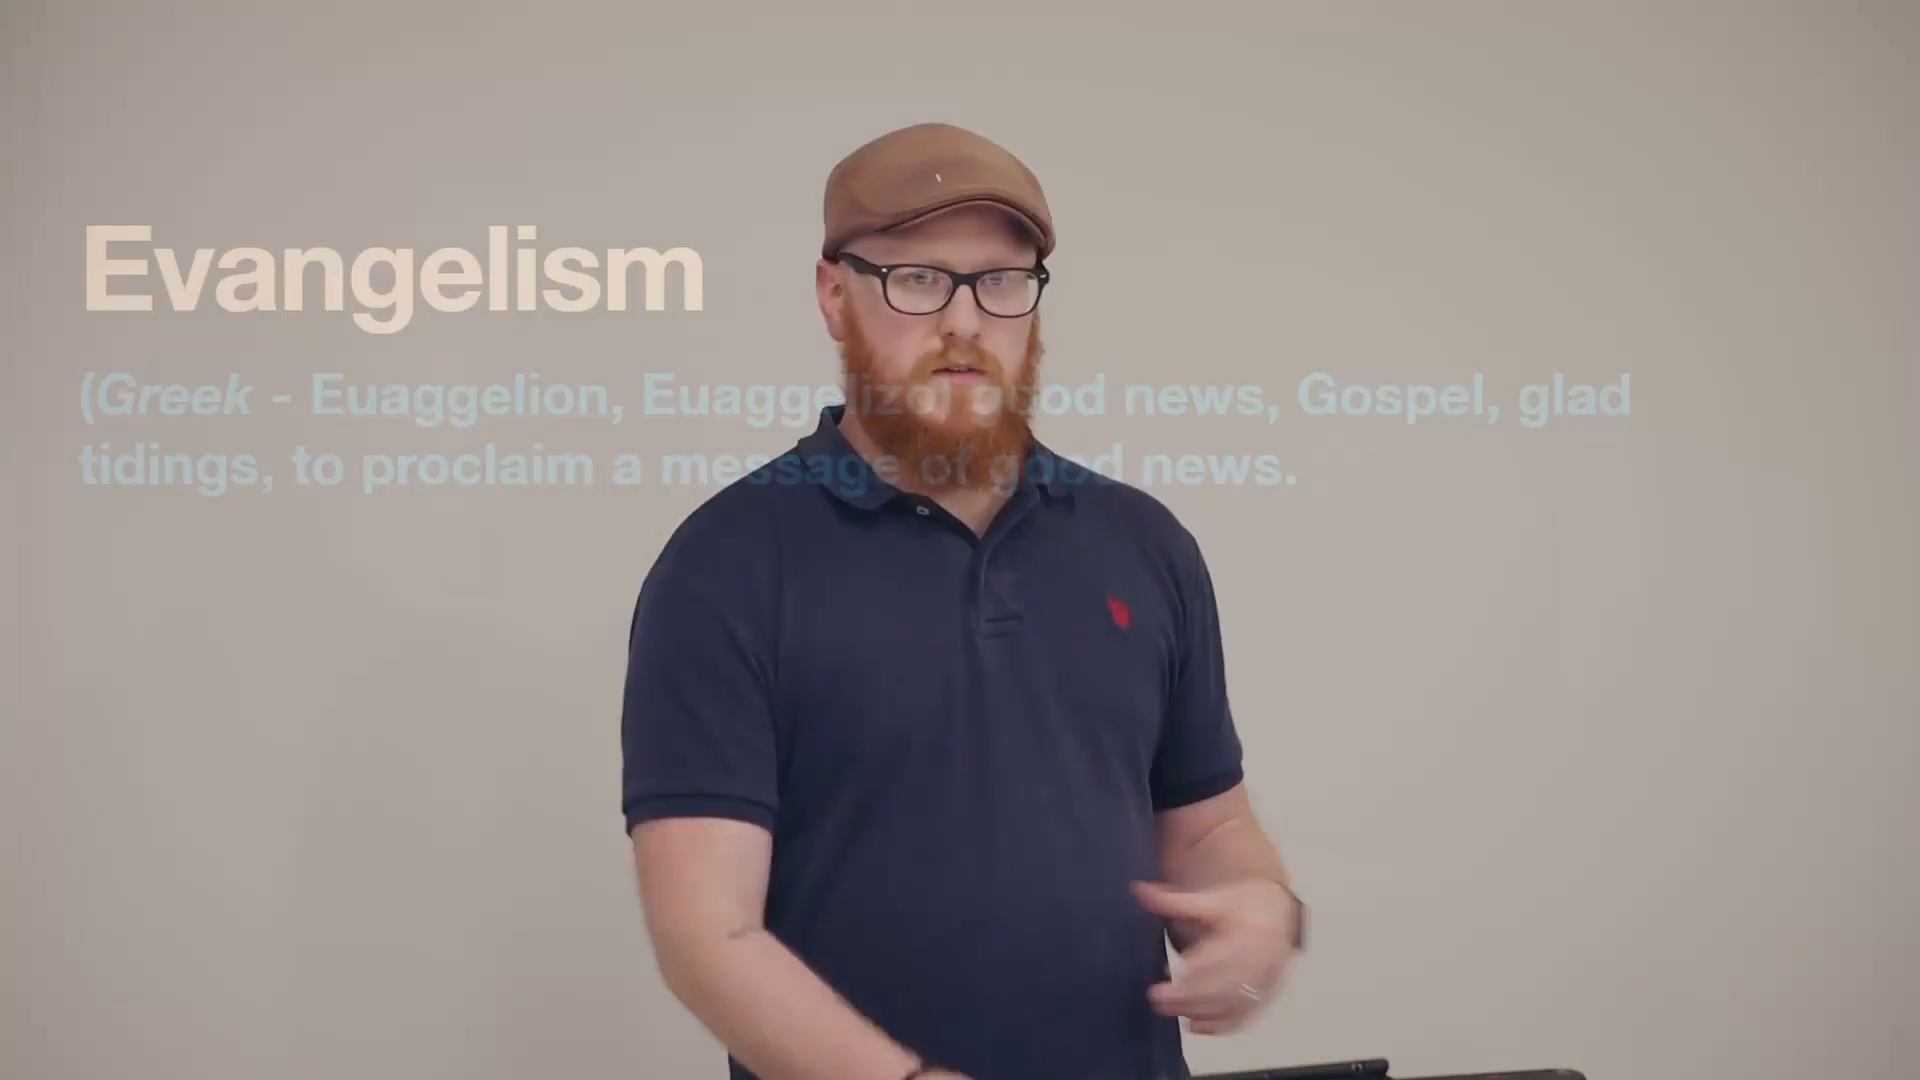 Evangelism
(Greek - Euaggelion, Euaggelizo) good news, Gospel, glad
tidings, to proclaim a message of good news.